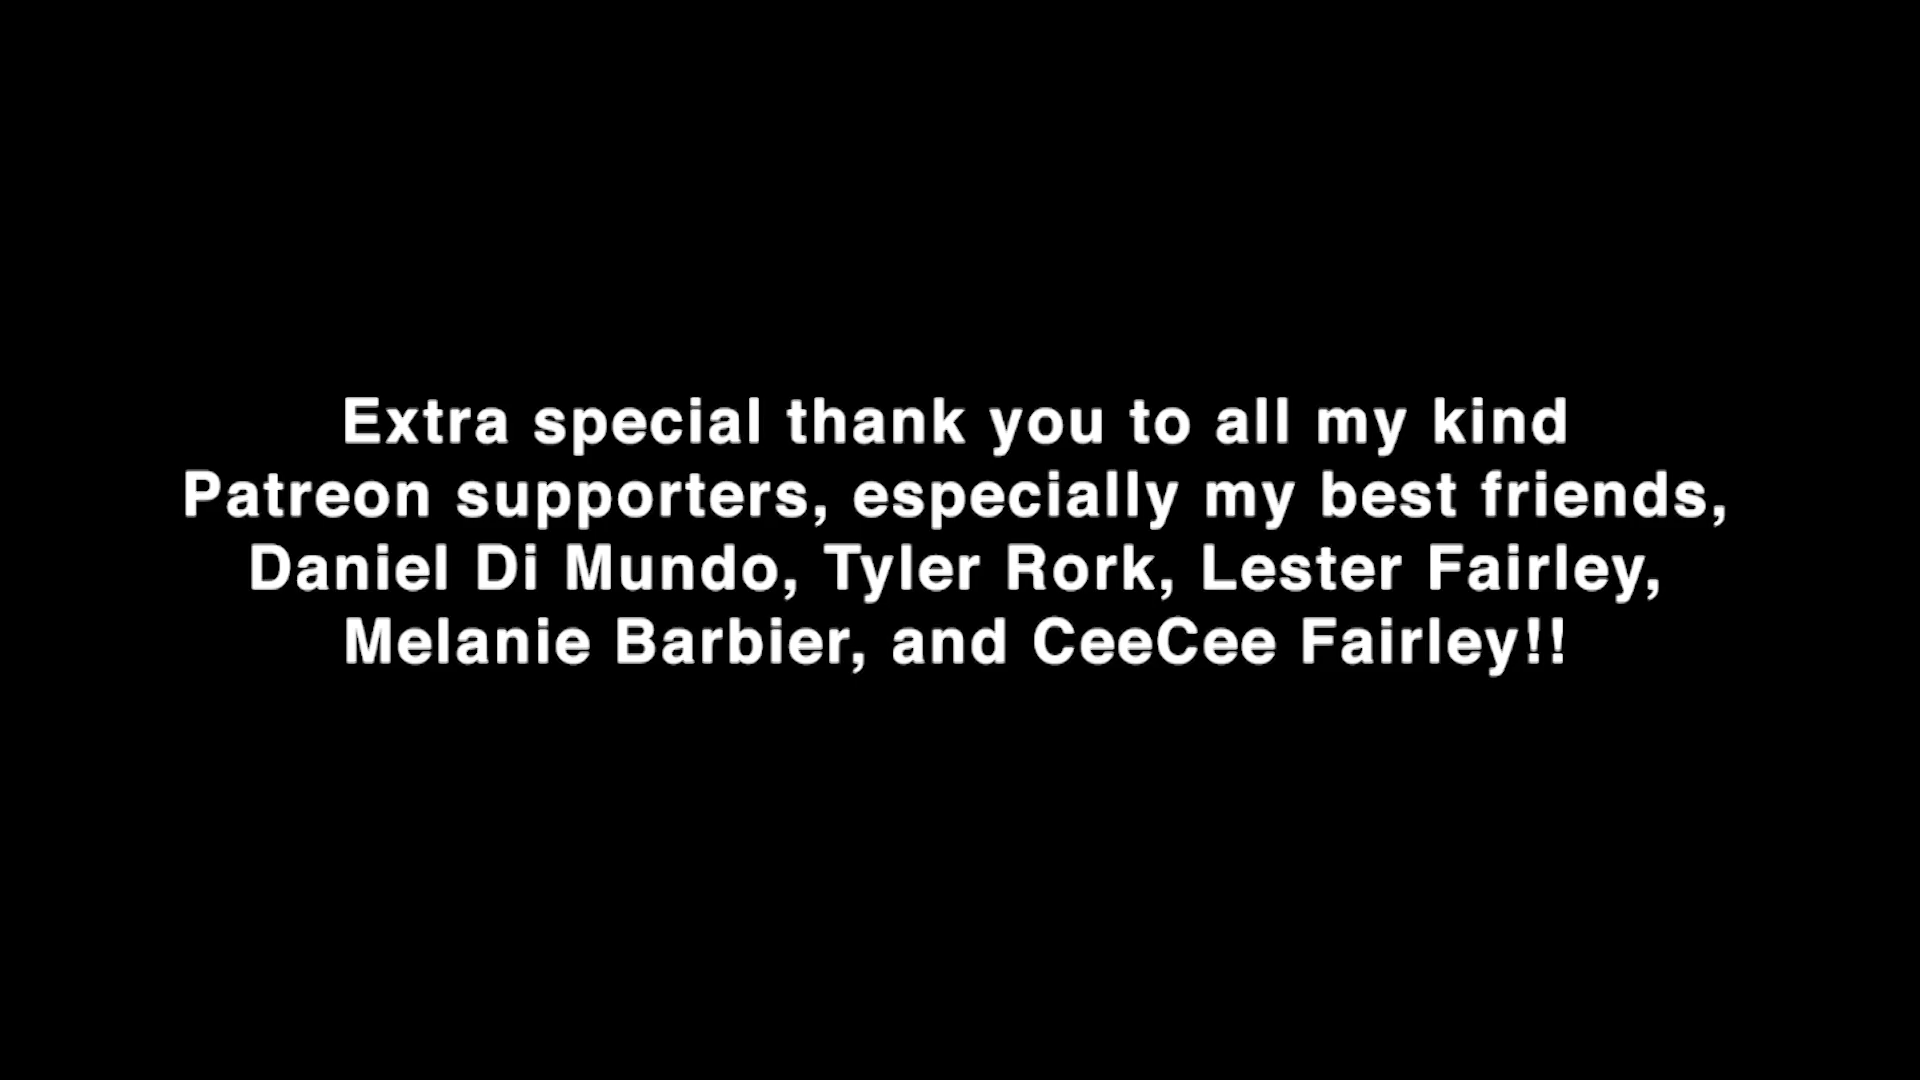 Extra special thank you to all my kind
Patreon supporters, especially my best friends,
Daniel Di Mundo, Tyler Rork, Lester Fairley,
Melanie Barbier, and CeeCee Fairley!!